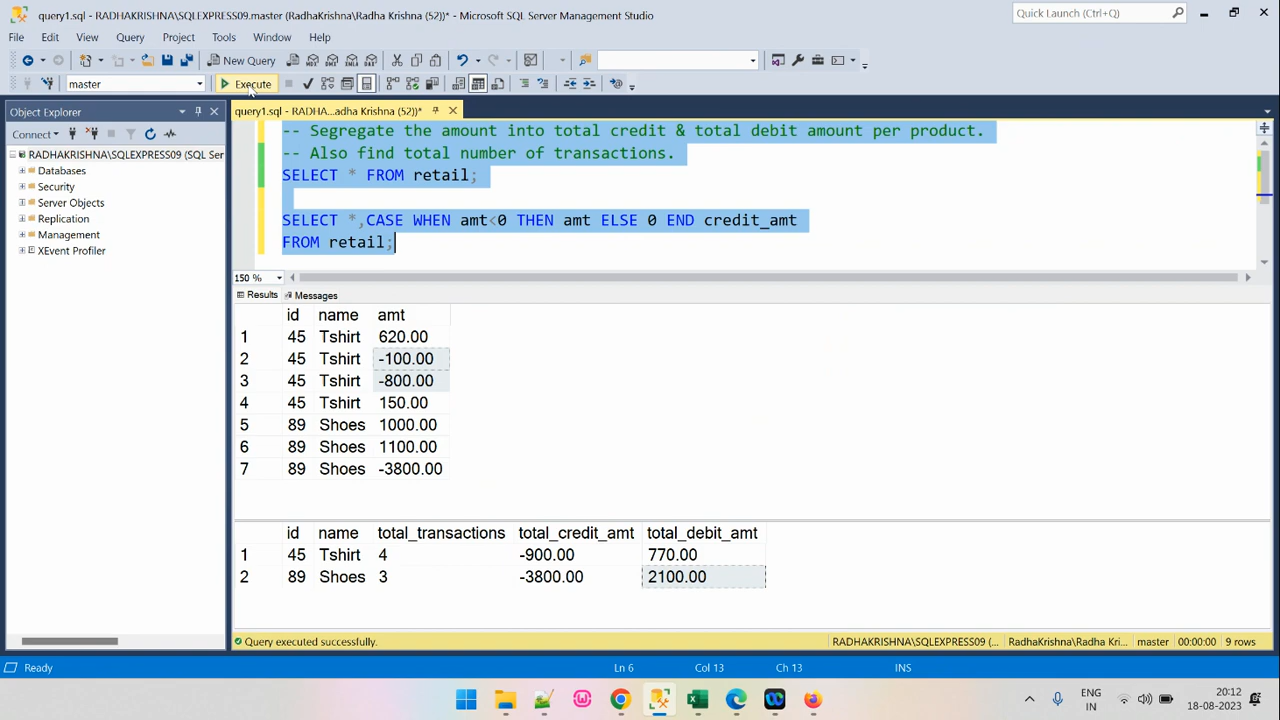 query1.sql - RADHAKRISHNA\SQLEXPRESS09.master (RadhaKrishna\Radha Krishna (52))* - Microsoft SQL Server Management Studio
Quick Launch (Ctrl+Q)
File Edit View Query Project Tools Window Help
New Query
master
Execute
Object Explorer
query1.sql - RADHA...adha Krishna (52))*
Connect
RADHAKRISHNA\SQLEXPRESS09 (SQL Ser
Databases
Security
Server Objects
Replication
Management
XEvent Profiler
-- Segregate the amount into total credit & total debit amount per product.
-- Also find total number of transactions.
SELECT * FROM retail;
SELECT *,CASE WHEN amt<0 THEN amt ELSE 0 END credit_amt
FROM retail;
150 %
Results Messages
id name amt
1 45 Tshirt 620.00
2 45 Tshirt -100.00
3 45 Tshirt -800.00
4 45 Tshirt 150.00
5 89 Shoes 1000.00
6 89 Shoes 1100.00
7 89 Shoes -3800.00
id name total_transactions total_credit_amt total_debit_amt
1 45 Tshirt 4 -900.00 770.00
2 89 Shoes 3 -3800.00 2100.00
Query executed successfully.
RADHAKRISHNA\SQLEXPRESS09 (... RadhaKrishna\Radha Kri... master 00:00:00 9 rows
Ready Ln 6 Col 13 Ch 13 INS
ENG
IN
20:12
18-08-2023